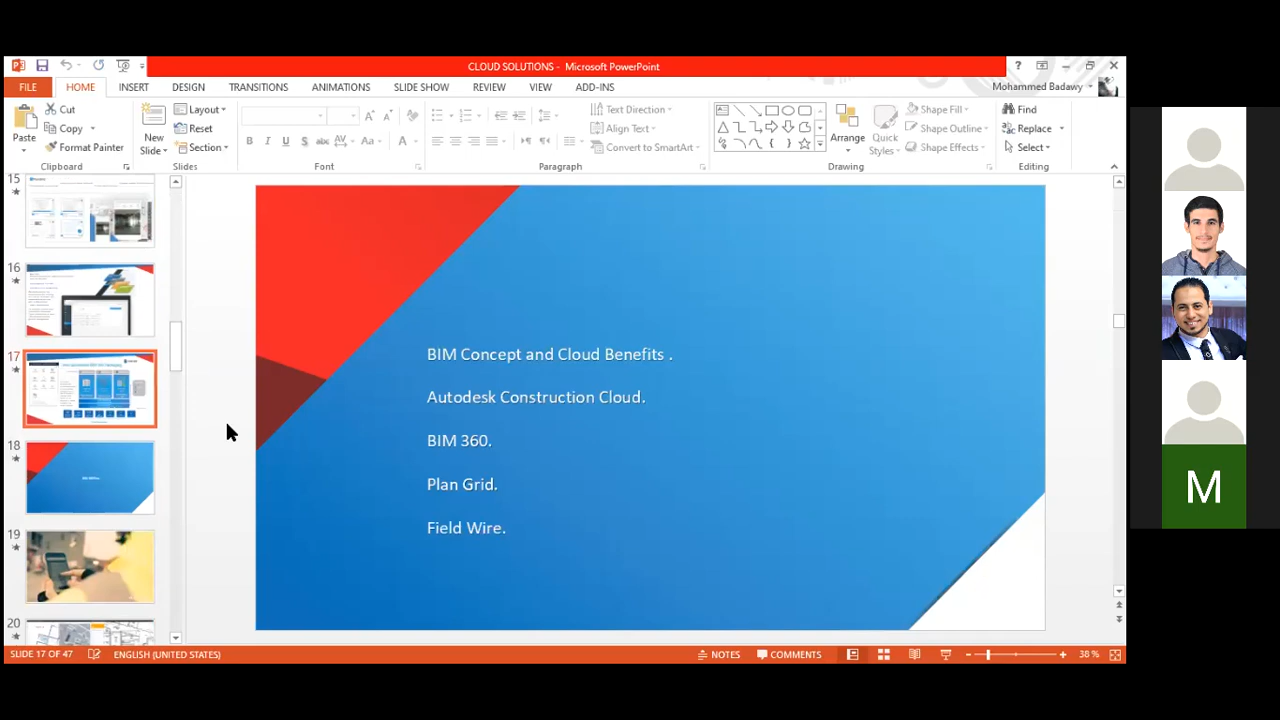 CLOUD SOLUTIONS - Microsoft PowerPoint
?
FILE
HOME
INSERT
DESIGN
TRANSITIONS
ANIMATIONS
SLIDE SHOW
REVIEW
VIEW
ADD-INS
Mohammed Badawy
Paste
Cut
Copy
Format Painter
Clipboard
New
Slide
Layout
Reset
Section
Slides
B I U S abc AV Aa A
Font
Text Direction
Align Text
Convert to SmartArt
Paragraph
Arrange
Quick
Styles
Shape Fill
Shape Outline
Shape Effects
Drawing
Find
Replace
Select
Editing
15
16
17
18
19
20
BIM Concept and Cloud Benefits .
Autodesk Construction Cloud.
BIM 360.
Plan Grid.
Field Wire.
M
SLIDE 17 OF 47
ENGLISH (UNITED STATES)
NOTES
COMMENTS
38 %